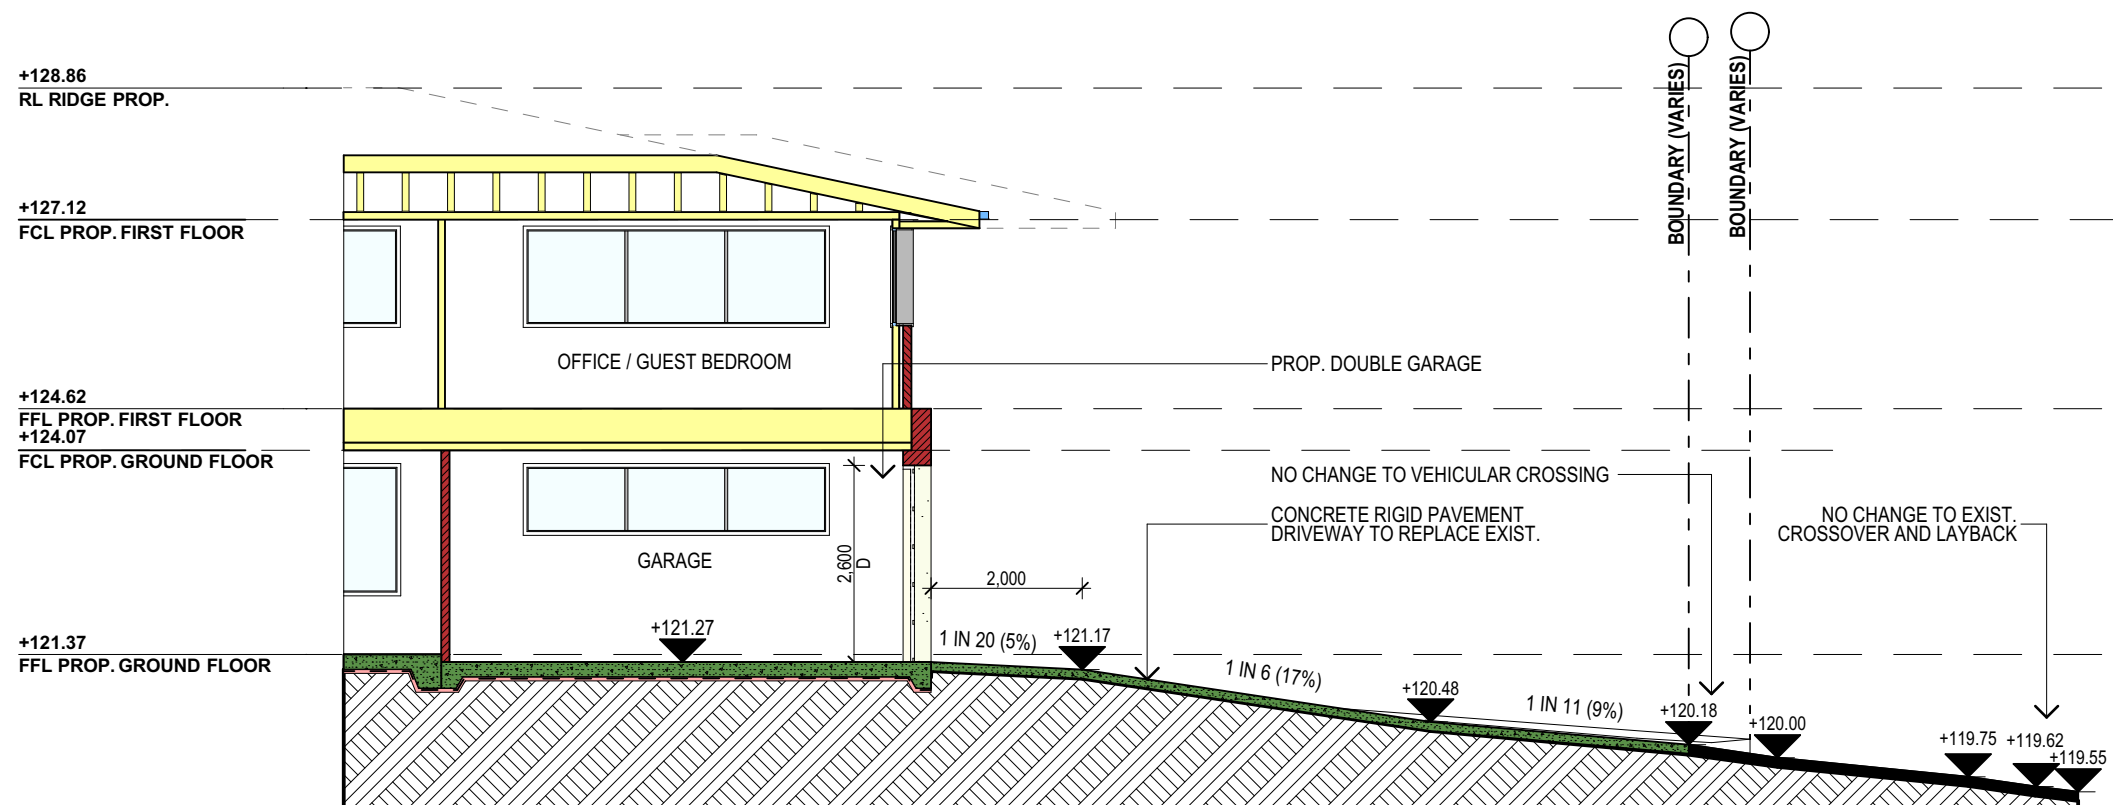 +128.86
RL RIDGE PROP.
BOUNDARY (VARIES)
BOUNDARY (VARIES)
+127.12
FCL PROP. FIRST FLOOR
OFFICE / GUEST BEDROOM
PROP. DOUBLE GARAGE
+124.62
FFL PROP. FIRST FLOOR
+124.07
FCL PROP. GROUND FLOOR
NO CHANGE TO VEHICULAR CROSSING
CONCRETE RIGID PAVEMENT
DRIVEWAY TO REPLACE EXIST.
NO CHANGE TO EXIST.
CROSSOVER AND LAYBACK
GARAGE
2,600
D
2,000
+121.37
FFL PROP. GROUND FLOOR
+121.27
1 IN 20 (5%)
+121.17
1 IN 6 (17%)
+120.48
1 IN 11 (9%)
+120.18
+120.00
+119.75
+119.62
+119.55